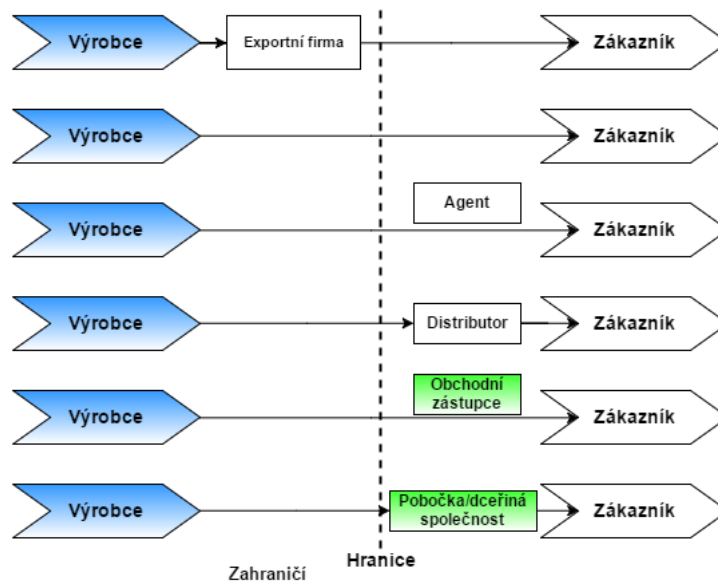 Výrobce
Exportní firma
Zákazník
Výrobce
Zákazník
Výrobce
Agent
Zákazník
Výrobce
Distributor
Zákazník
Výrobce
Obchodní
zástupce
Zákazník
Výrobce
Pobočka/dceřiná
společnost
Zákazník
Hranice
Zahraničí